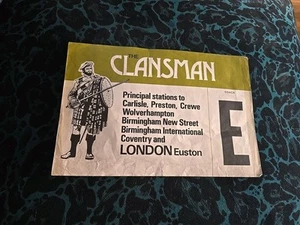 THE
CLANSMAN
Principal stations to
Carlisle, Preston, Crewe
Wolverhampton
Birmingham New Street
Birmingham International
Coventry and
LONDON Euston
E